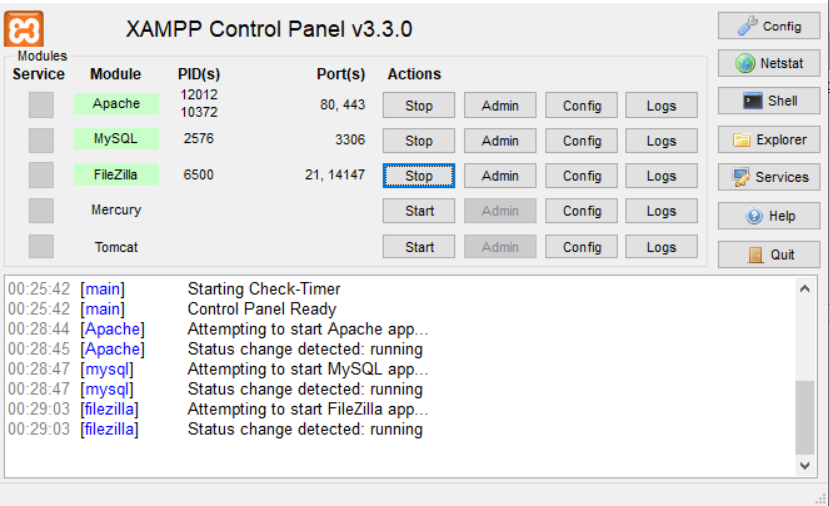 XAMPP Control Panel v3.3.0
Config
Modules
Service Module PID(s) Port(s) Actions
Netstat
Apache 12012 10372 80, 443 Stop Admin Config Logs
Shell
MySQL 2576 3306 Stop Admin Config Logs
Explorer
FileZilla 6500 21, 14147 Stop Admin Config Logs
Services
Mercury Start Admin Config Logs
Help
Tomcat Start Admin Config Logs
Quit
00:25:42 [main] Starting Check-Timer
00:25:42 [main] Control Panel Ready
00:28:44 [Apache] Attempting to start Apache app...
00:28:45 [Apache] Status change detected: running
00:28:47 [mysql] Attempting to start MySQL app...
00:28:47 [mysql] Status change detected: running
00:29:03 [filezilla] Attempting to start FileZilla app...
00:29:03 [filezilla] Status change detected: running